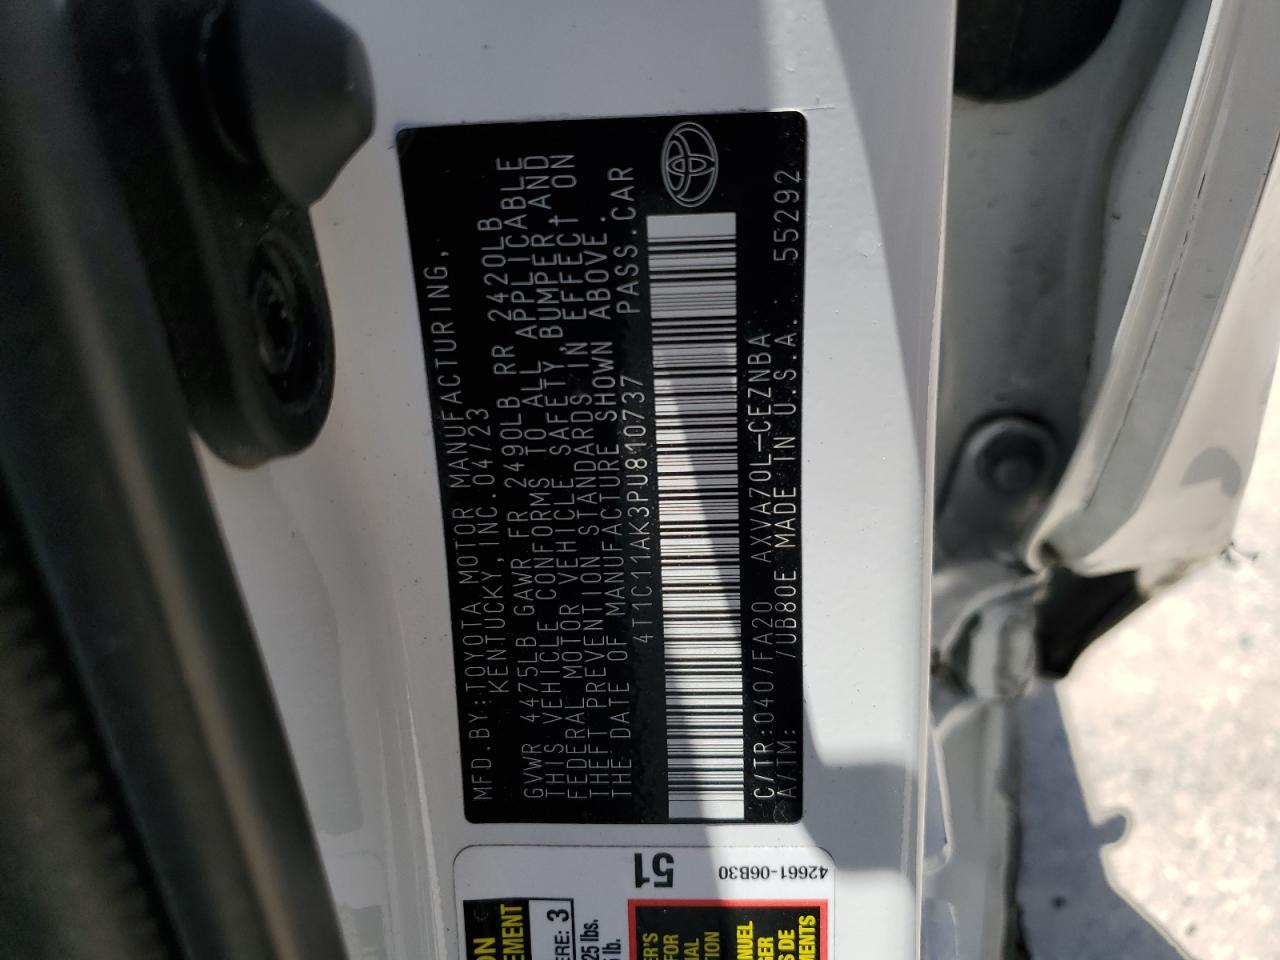 MFD.BY:TOYOTA MOTOR MANUFACTURING,
KENTUCKY, INC. 04/23
GVWR 4475LB GAWR FR 2490LB RR 2420LB
THIS VEHICLE CONFORMS TO ALL APPLICABLE
FEDERAL MOTOR VEHICLE SAFETY, BUMPER, AND
THEFT PREVENTION STANDARDS IN EFFECT ON
THE DATE OF MANUFACTURE SHOWN ABOVE.
4T1C11AK3PU810737 PASS.CAR
C/TR:040/FA20 AXVA70L-CEZNBA
A/TM: /UB80E MADE IN U.S.A. 55292
51
42661-06B30